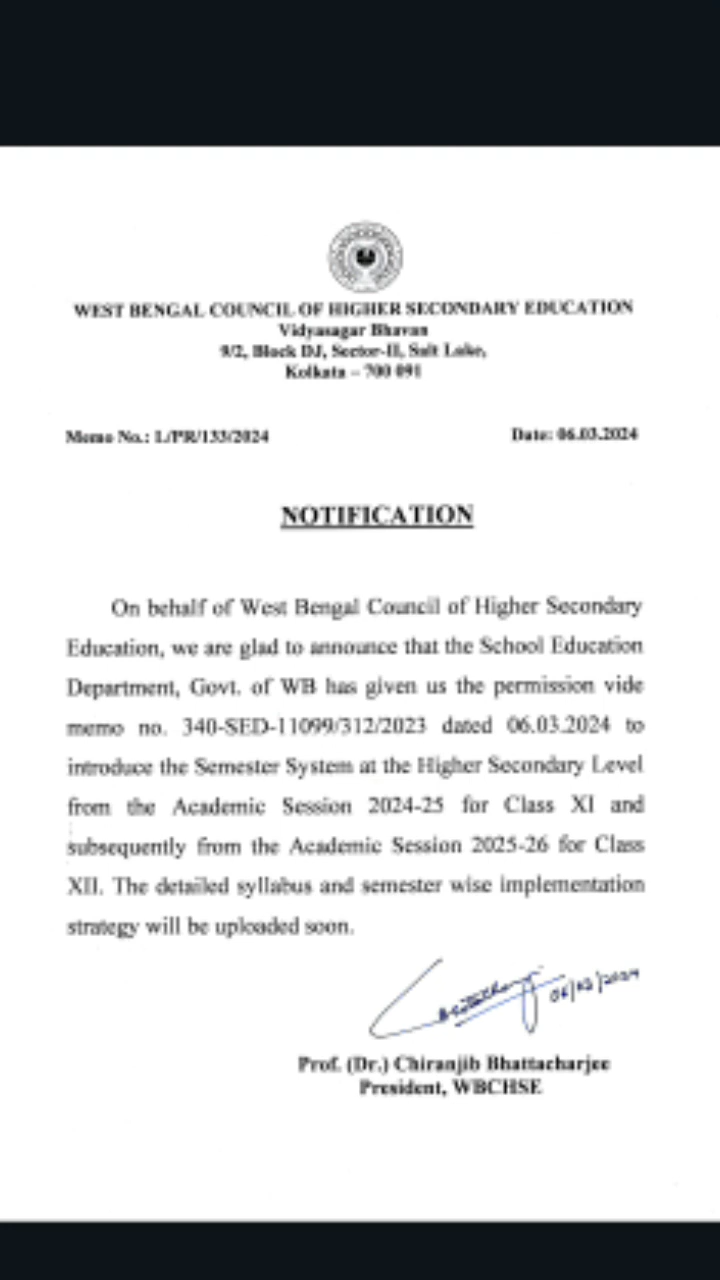 WEST BENGAL COUNCIL OF HIGHER SECONDARY EDUCATION
Vidyasagar Bhavan
9/2, Block DJ, Sector-II, Salt Lake,
Kolkata – 700 091
Memo No.: L/PR/133/2024 Date: 06.03.2024
NOTIFICATION
On behalf of West Bengal Council of Higher Secondary
Education, we are glad to announce that the School Education
Department, Govt. of WB has given us the permission vide
memo no. 340-SED-11099/312/2023 dated 06.03.2024 to
introduce the Semester System at the Higher Secondary Level
from the Academic Session 2024-25 for Class XI and
subsequently from the Academic Session 2025-26 for Class
XII. The detailed syllabus and semester wise implementation
strategy will be uploaded soon.
06/03/2024
Prof. (Dr.) Chiranjib Bhattacharjee
President, WBCHSE